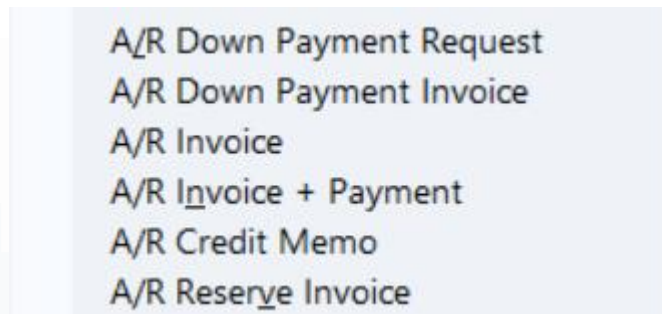 A/R Down Payment Request
A/R Down Payment Invoice
A/R Invoice
A/R Invoice + Payment
A/R Credit Memo
A/R Reserve Invoice